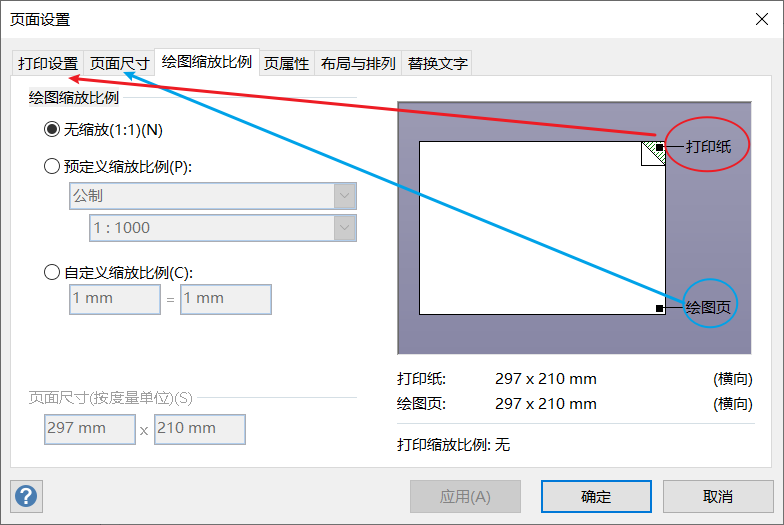 页面设置
打印设置 页面尺寸 绘图缩放比例 页属性 布局与排列 替换文字
绘图缩放比例
无缩放(1:1)(N)
打印纸
预定义缩放比例(P):
公制
1 : 1000
自定义缩放比例(C):
1 mm = 1 mm
绘图页
打印纸: 297 x 210 mm (横向)
页面尺寸(按度量单位)(S)
绘图页: 297 x 210 mm (横向)
297 mm x 210 mm
打印缩放比例: 无
? 应用(A) 确定 取消